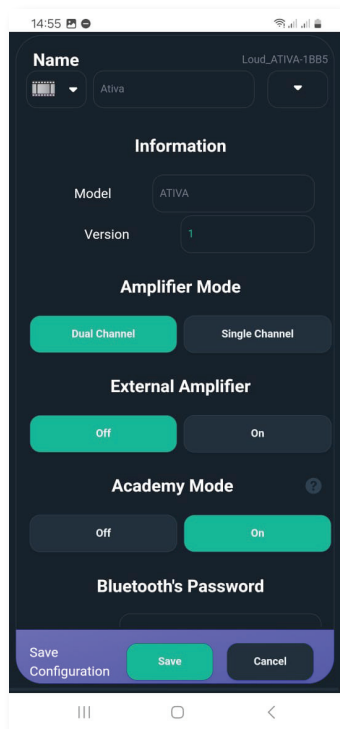 14:55
Name
Loud_ATIVA-1BB5
Ativa
Information
Model ATIVA
Version 1
Amplifier Mode
Dual Channel Single Channel
External Amplifier
Off On
Academy Mode ?
Off On
Bluetooth's Password
Save
Configuration
Save Cancel